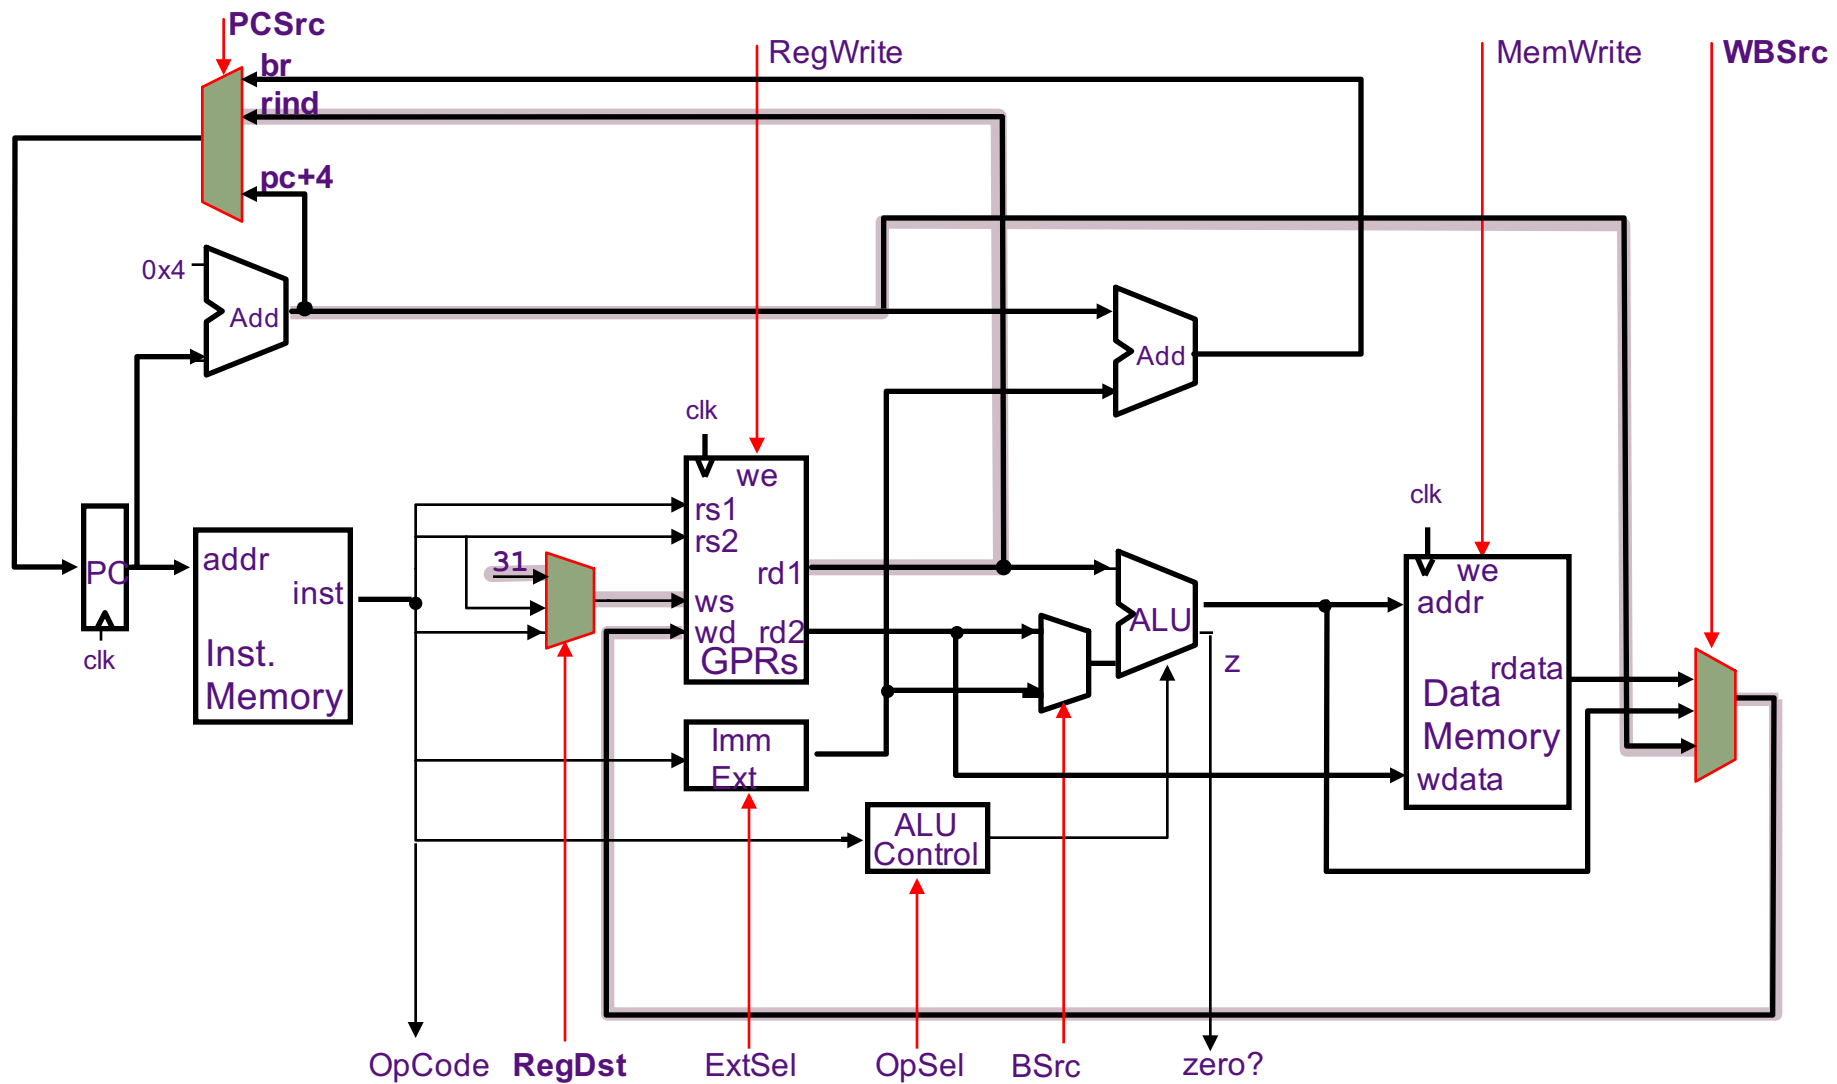 PCSrc
br
RegWrite
MemWrite
WBSrc
rind
pc+4
0x4
Add
Add
clk
we
rs1
rs2
31
rd1
ws
wd
rd2
GPRs
PC
clk
addr
inst
Inst.
Memory
ALU
z
clk
we
addr
rdata
Data
Memory
wdata
Imm
Ext
ALU
Control
OpCode
RegDst
ExtSel
OpSel
BSrc
zero?